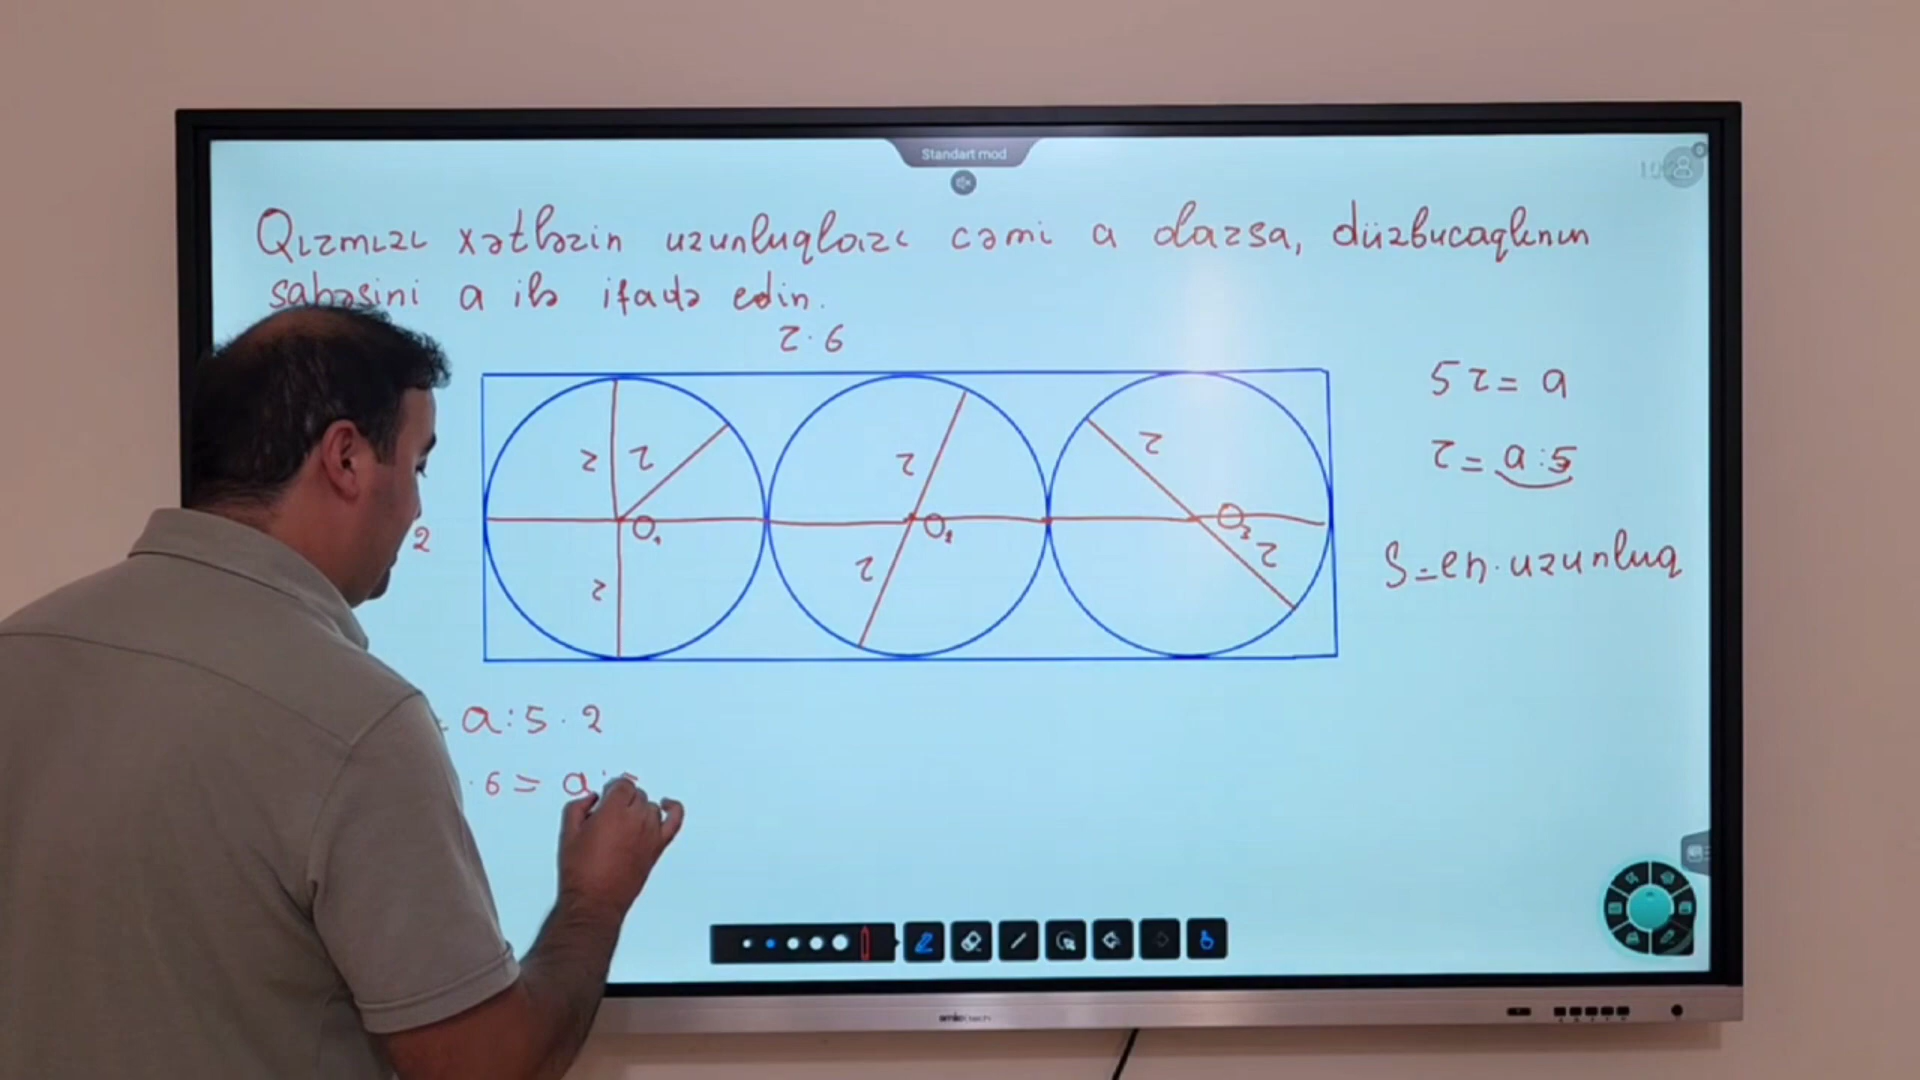 Standart mod
Qırmızı xətlərin uzunluqları cəmi a olarsa, düzbucaqlının
sahəsini a ilə ifadə edin.
r · 6
5r = a
r = a : 5
S = en · uzunluq
r r r r
r r
O₁ O₂ O₃
2
r r
= a : 5 · 2
· 6 = a :